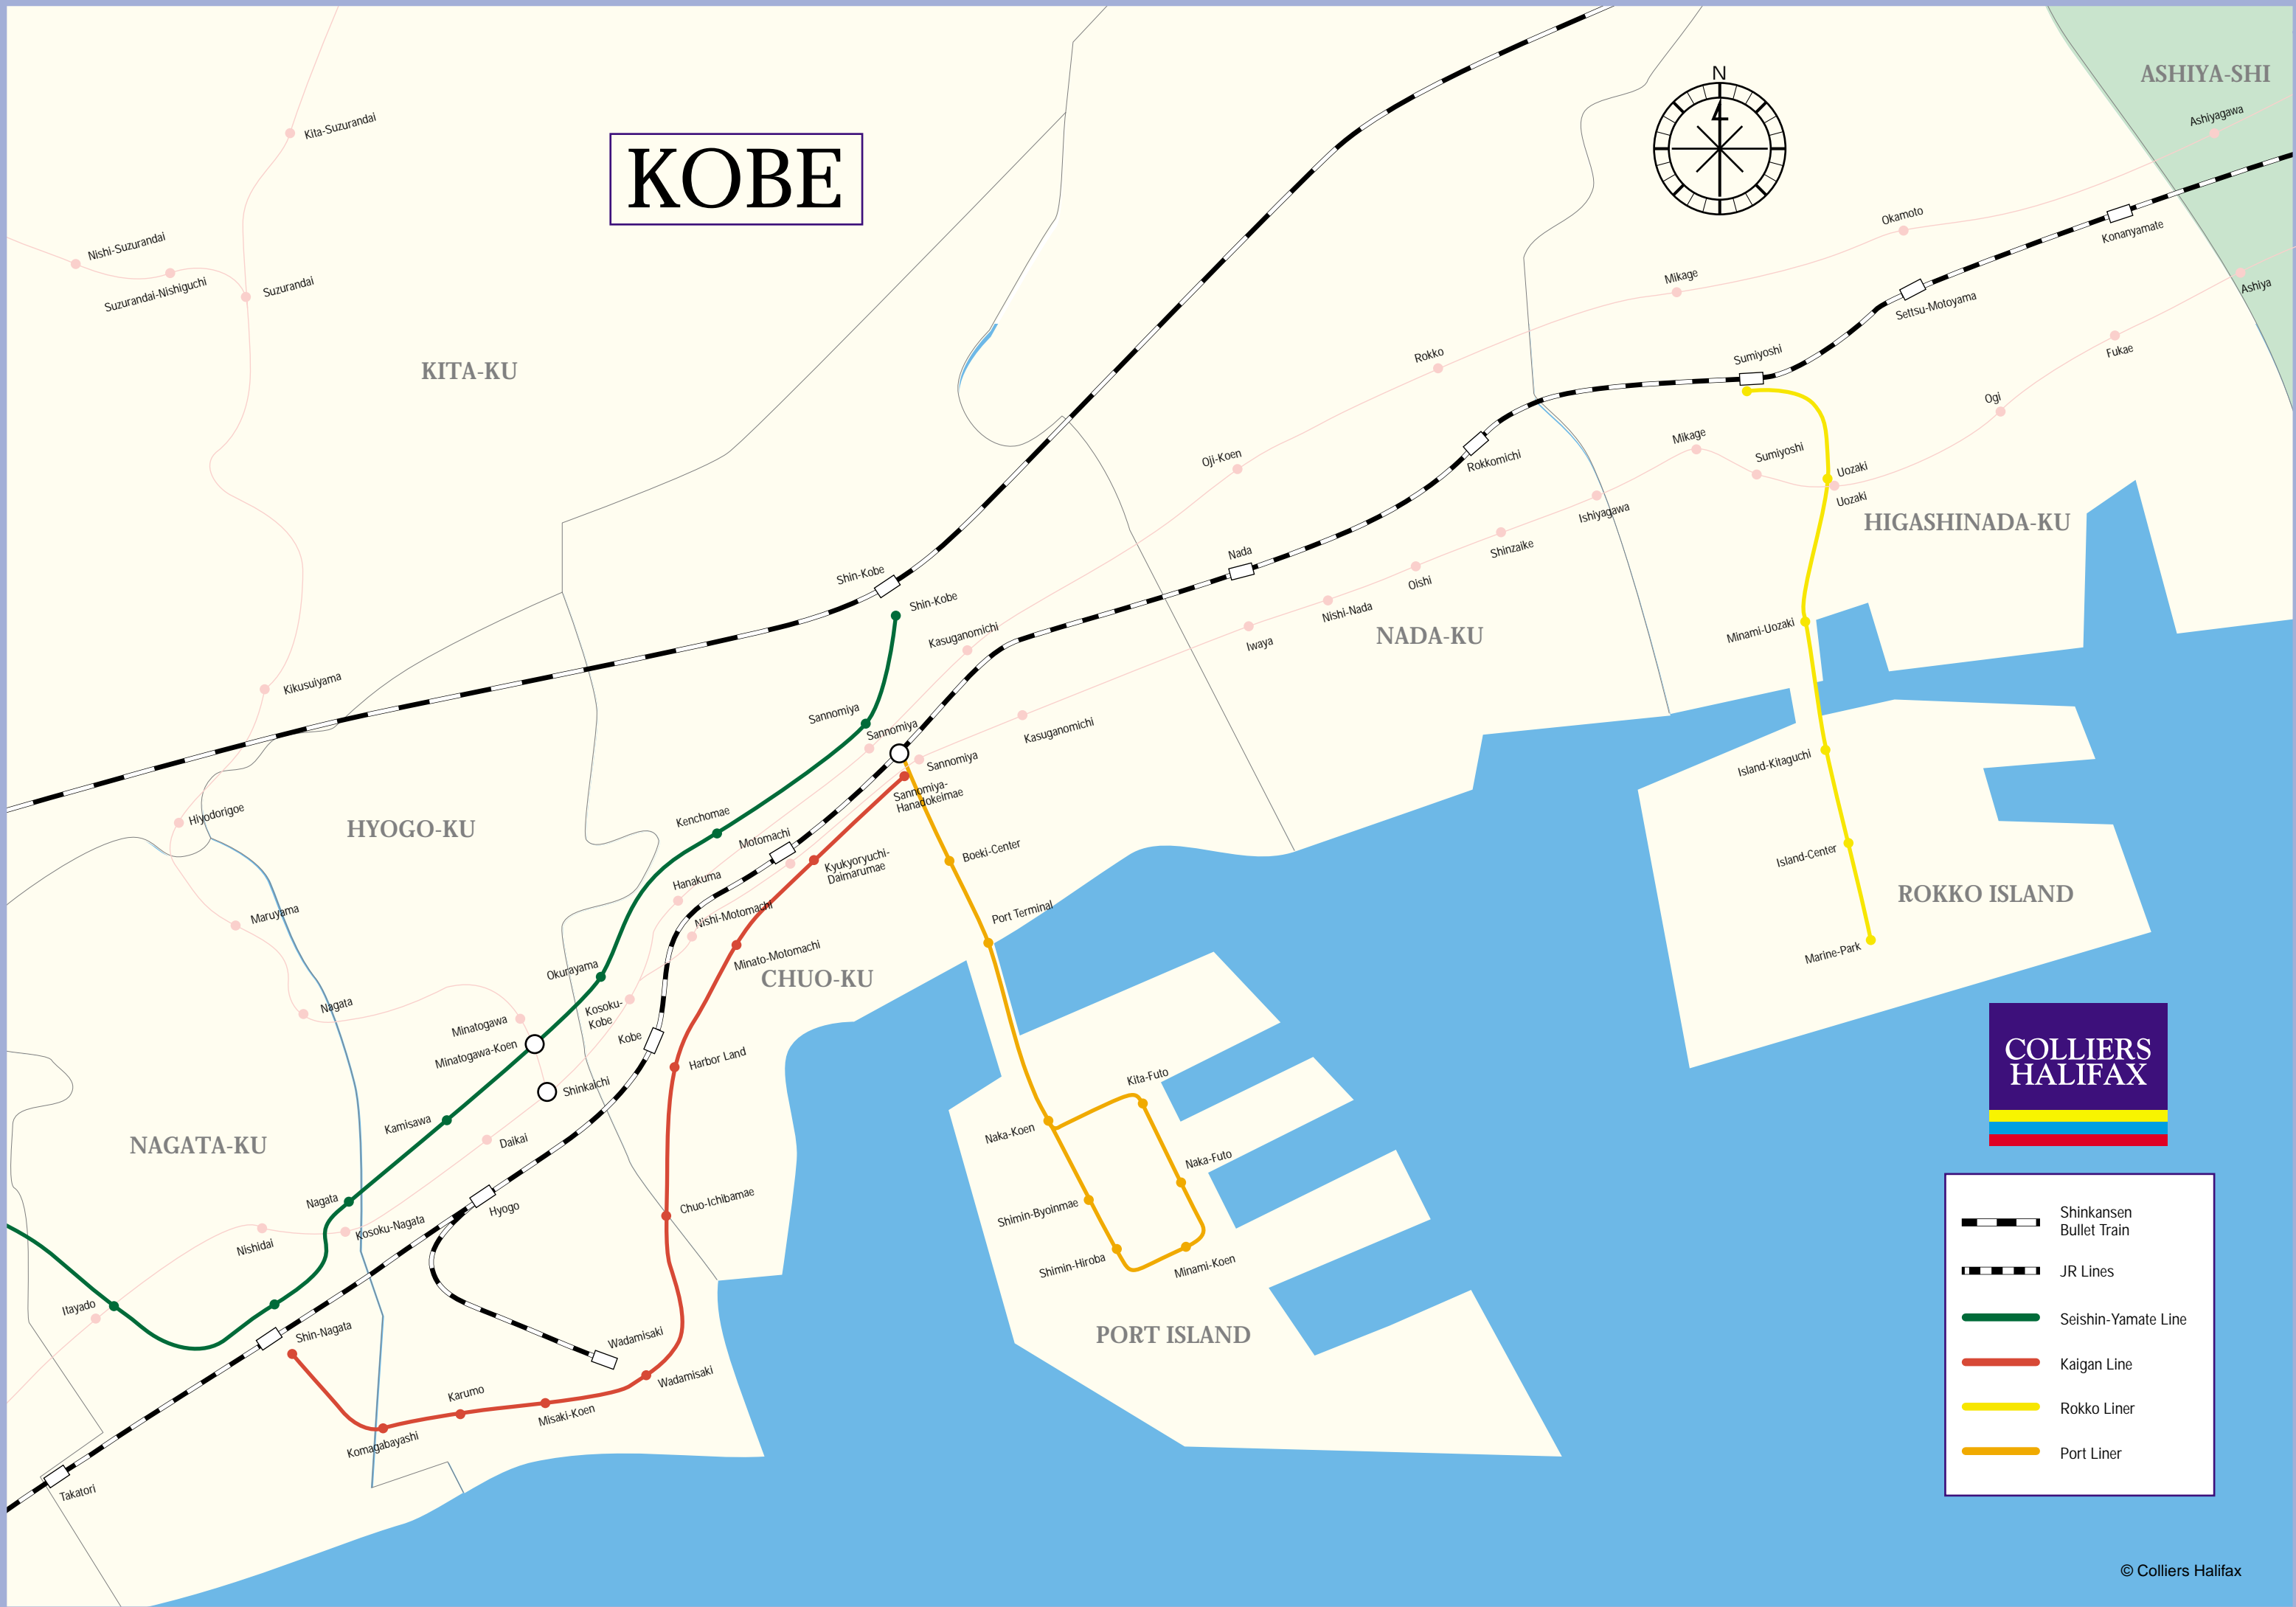 KOBE
N
ASHIYA-SHI
Ashiyagawa
Kita-Suzurandai
Okamoto
Konanyamate
Nishi-Suzurandai
Suzurandai-Nishiguchi
Suzurandai
Mikage
Ashiya
Settsu-Motoyama
KITA-KU
Rokko
Sumiyoshi
Fukae
Ogi
Oji-Koen
Rokkomichi
Mikage
Sumiyoshi
Uozaki
Uozaki
Ishiyagawa
HIGASHINADA-KU
Shinzaike
Nada
Shin-Kobe
Oishi
Shin-Kobe
Nishi-Nada
Kasuganomichi
Iwaya
NADA-KU
Minami-Uozaki
Kikusuiyama
Sannomiya
Sannomiya
Kasuganomichi
Sannomiya
Island-Kitaguchi
Sannomiya-
Hanadokeimae
Hiyodorigoe
HYOGO-KU
Kenchomae
Motomachi
Boeki-Center
Kyukyoryuchi-
Daimarumae
Island-Center
Hanakuma
ROKKO ISLAND
Maruyama
Nishi-Motomachi
Port Terminal
Minato-Motomachi
Marine-Park
Okurayama
CHUO-KU
Nagata
Kosoku-
Kobe
Minatogawa
Kobe
Minatogawa-Koen
Harbor Land
COLLIERS
HALIFAX
Shinkaichi
Kita-Futo
Kamisawa
Naka-Koen
NAGATA-KU
Daikai
Naka-Futo
Nagata
Chuo-Ichibamae
Hyogo
Shimin-Byoinmae
Kosoku-Nagata
Nishidai
Shimin-Hiroba
Minami-Koen
Itayado
Shin-Nagata
Wadamisaki
PORT ISLAND
Wadamisaki
Karumo
Misaki-Koen
Komagabayashi
Takatori
Shinkansen
Bullet Train
JR Lines
Seishin-Yamate Line
Kaigan Line
Rokko Liner
Port Liner
© Colliers Halifax